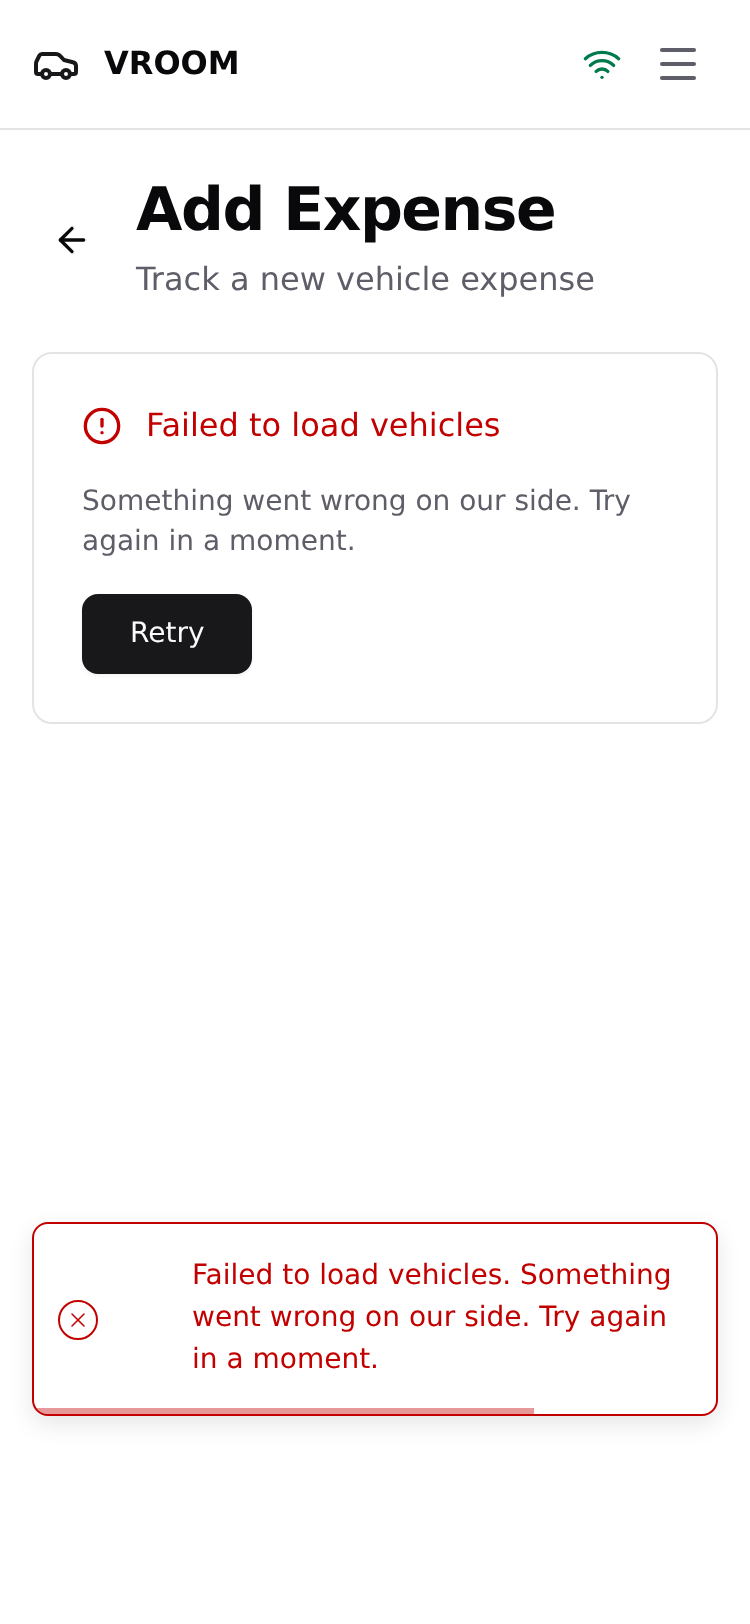 VROOM
Add Expense
Track a new vehicle expense
Failed to load vehicles
Something went wrong on our side. Try
again in a moment.
Retry
Failed to load vehicles. Something
went wrong on our side. Try again
in a moment.